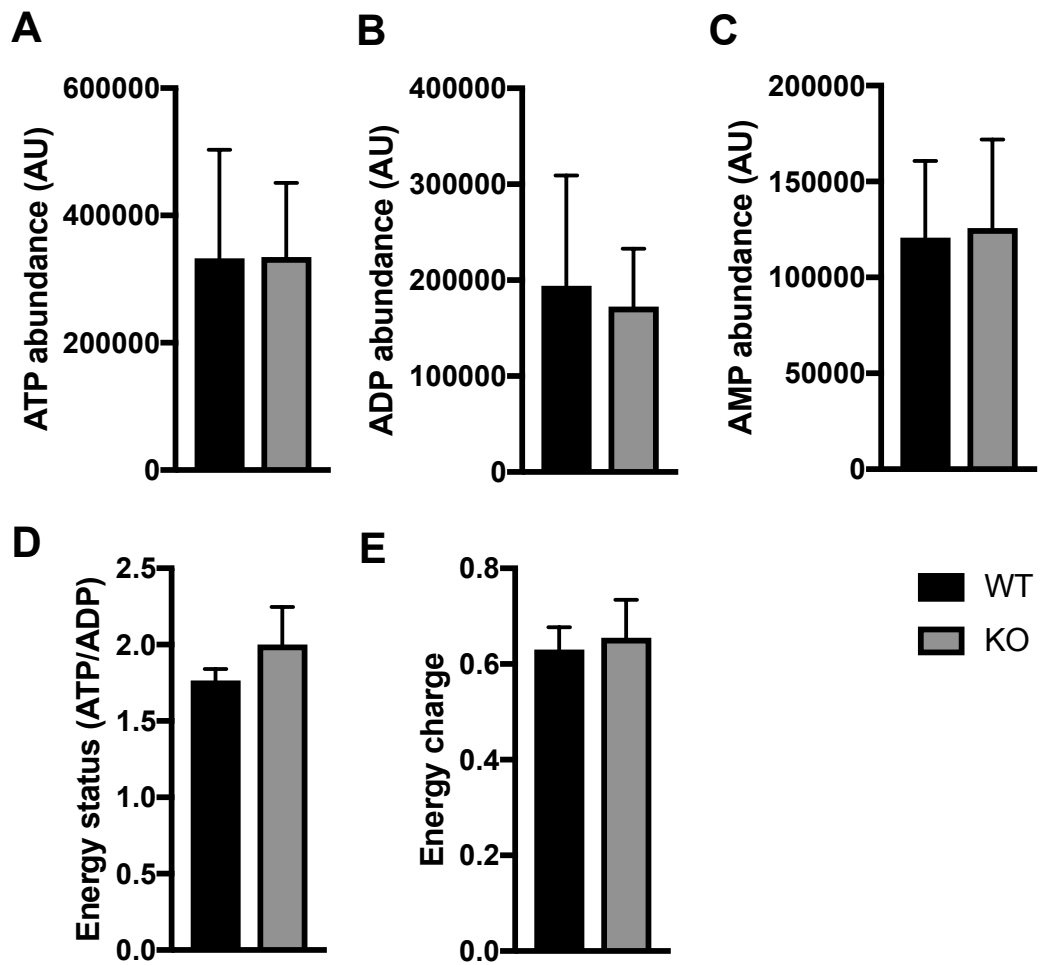 A
ATP abundance (AU)
600000
400000
200000
0
B
ADP abundance (AU)
400000
300000
200000
100000
0
C
AMP abundance (AU)
200000
150000
100000
50000
0
D
Energy status (ATP/ADP)
2.5
2.0
1.5
1.0
0.5
0.0
E
Energy charge
0.8
0.6
0.4
0.2
0.0
WT
KO